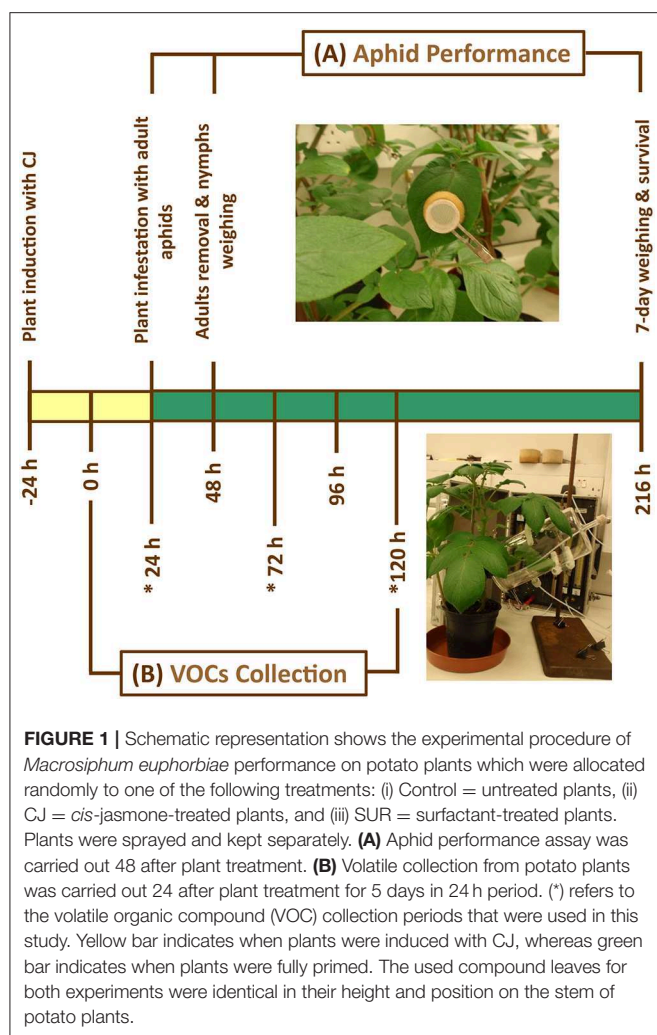 (A) Aphid Performance
Plant induction with CJ
Plant infestation with adult
aphids
Adults removal & nymphs
weighing
7-day weighing & survival
-24 h
0 h
* 24 h
48 h
* 72 h
96 h
*120 h
216 h
(B) VOCs Collection
FIGURE 1 | Schematic representation shows the experimental procedure of
Macrosiphum euphorbiae performance on potato plants which were allocated
randomly to one of the following treatments: (i) Control = untreated plants, (ii)
CJ = cis-jasmone-treated plants, and (iii) SUR = surfactant-treated plants.
Plants were sprayed and kept separately. (A) Aphid performance assay was
carried out 48 after plant treatment. (B) Volatile collection from potato plants
was carried out 24 after plant treatment for 5 days in 24 h period. (*) refers to
the volatile organic compound (VOC) collection periods that were used in this
study. Yellow bar indicates when plants were induced with CJ, whereas green
bar indicates when plants were fully primed. The used compound leaves for
both experiments were identical in their height and position on the stem of
potato plants.